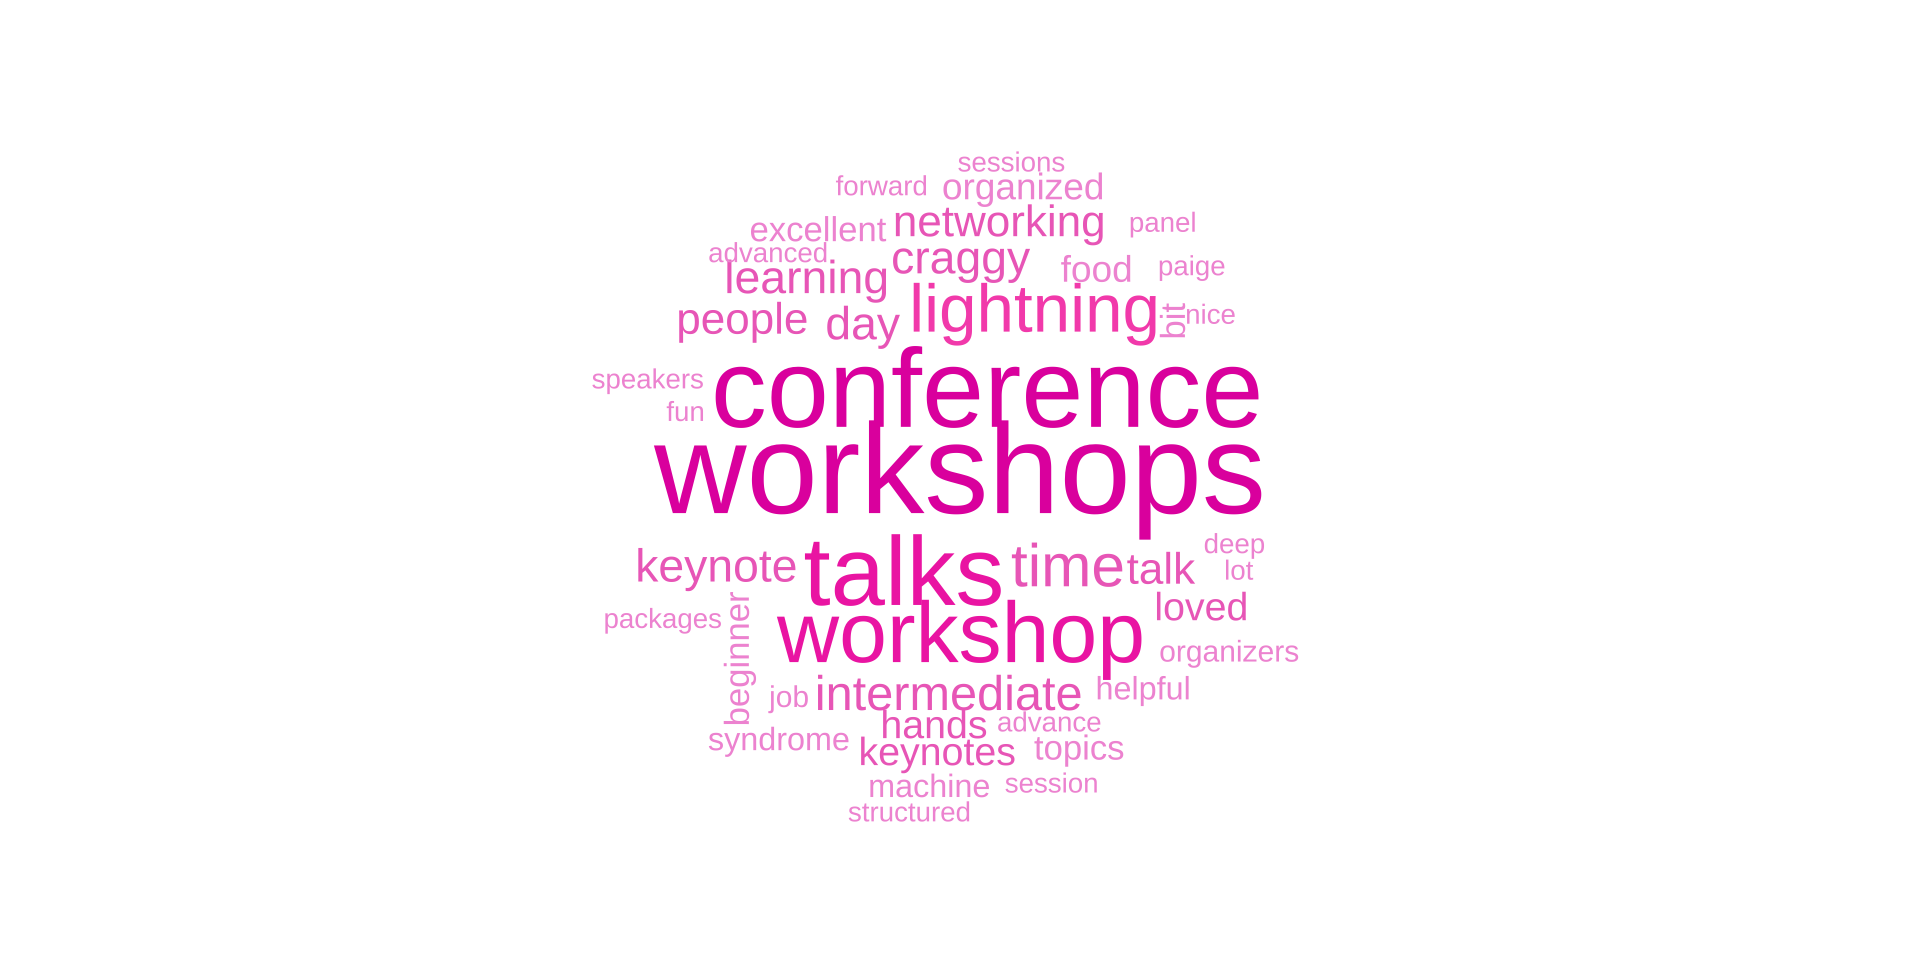 sessions
forward organized
excellent networking panel
advanced craggy food paige
learning lightning bit nice
people day
speakers conference
fun
workshops
keynote talks time talk deep
lot
packages beginner workshop loved
organizers
job intermediate helpful
hands advance
syndrome keynotes topics
machine session
structured